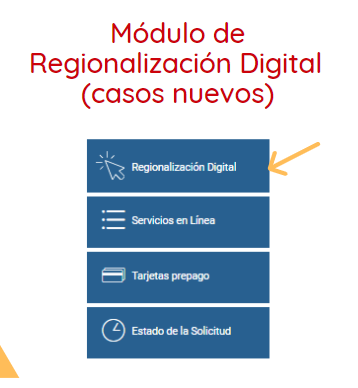 Módulo de
Regionalización Digital
(casos nuevos)
Regionalización Digital
Servicios en Línea
Tarjetas prepago
Estado de la Solicitud